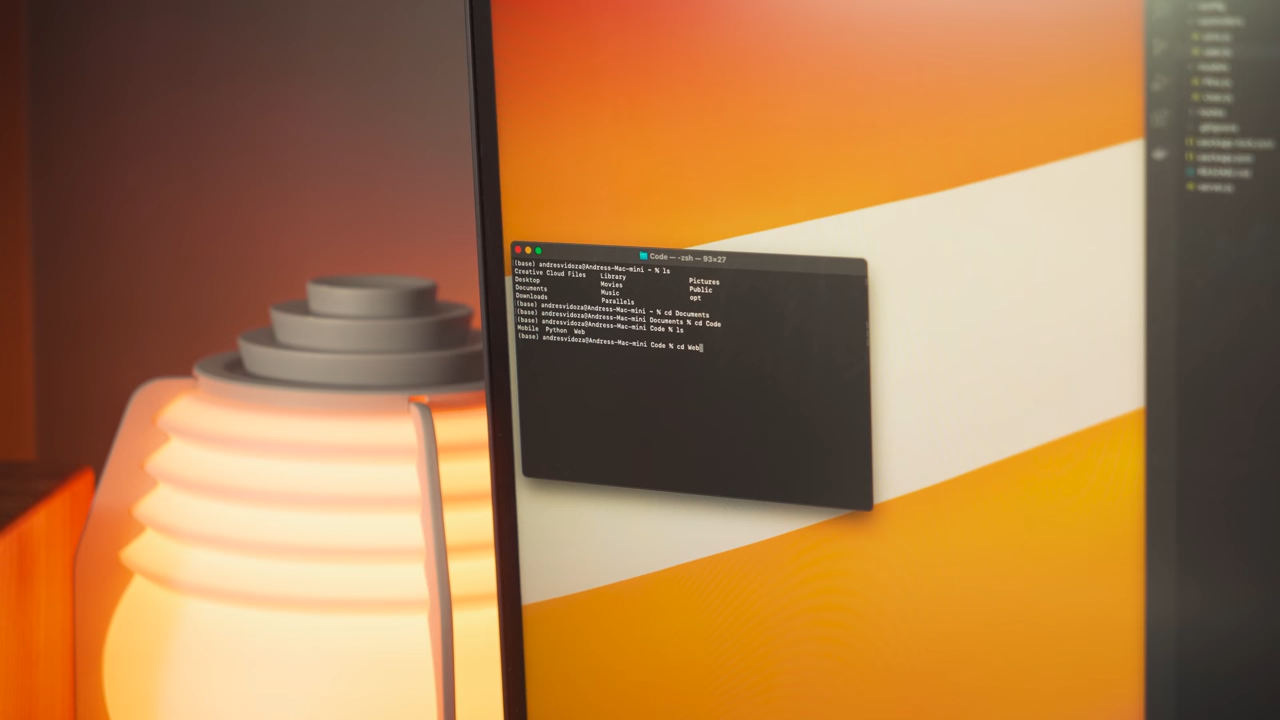 Code — -zsh — 93×27
(base) andresvidoza@Andress-Mac-mini ~ % ls
Creative Cloud Files Library Pictures
Desktop Movies Public
Documents Music opt
Downloads Parallels
(base) andresvidoza@Andress-Mac-mini ~ % cd Documents
(base) andresvidoza@Andress-Mac-mini Documents % cd Code
(base) andresvidoza@Andress-Mac-mini Code % ls
Mobile Python Web
(base) andresvidoza@Andress-Mac-mini Code % cd Web